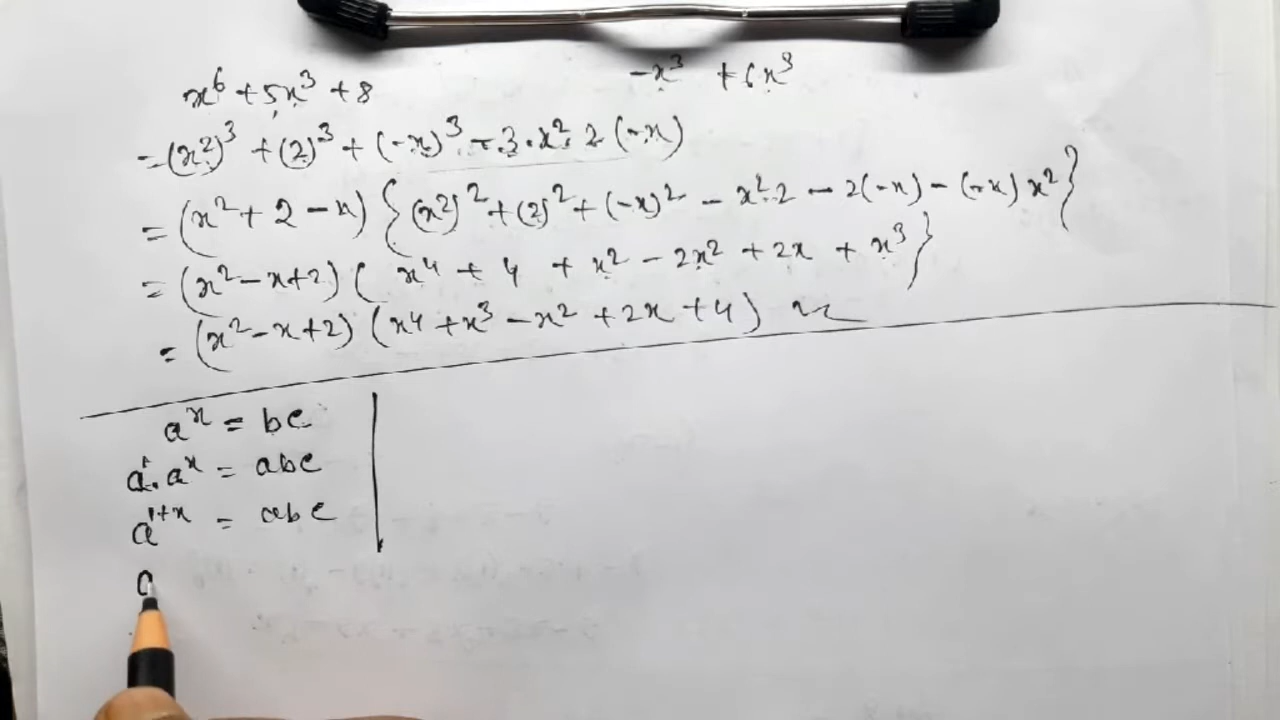 x⁶ + 5x³ + 8
-x³ + 6x³
= (x²)³ + (2)³ + (-x)³ - 3·x²·2(-x)
= (x² + 2 - x) {(x²)² + (2)² + (-x)² - x²·2 - 2(-x) - (-x)x²}
= (x² - x + 2) ( x⁴ + 4 + x² - 2x² + 2x + x³ }
= (x² - x + 2) (x⁴ + x³ - x² + 2x + 4)
aˣ = bc
a¹·aˣ = abc
a¹⁺ˣ = abc
a